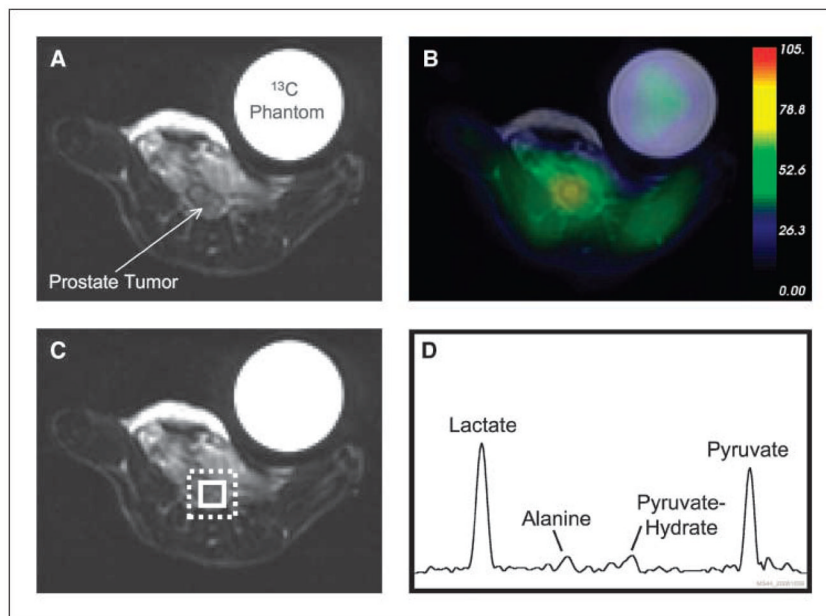 A
¹³C
Phantom
Prostate Tumor
B
105.
78.8
52.6
26.3
0.00
C
D
Lactate
Alanine
Pyruvate-
Hydrate
Pyruvate